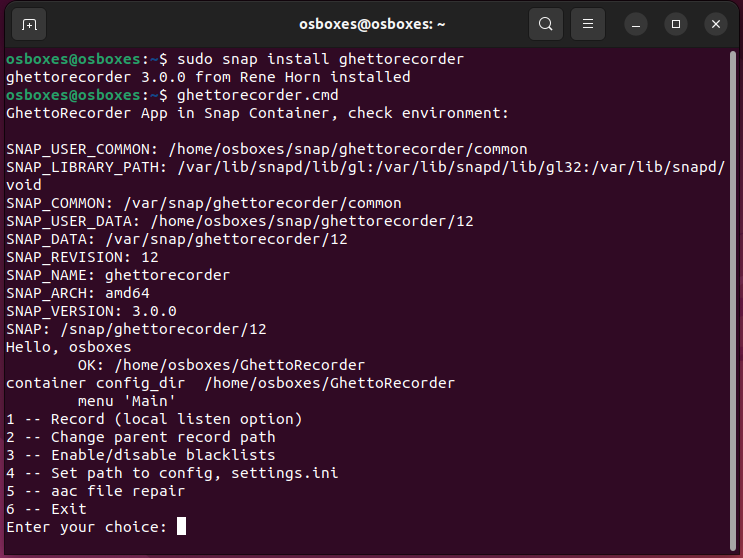 osboxes@osboxes: ~
osboxes@osboxes:~$ sudo snap install ghettorecorder
ghettorecorder 3.0.0 from Rene Horn installed
osboxes@osboxes:~$ ghettorecorder.cmd
GhettoRecorder App in Snap Container, check environment:
SNAP_USER_COMMON: /home/osboxes/snap/ghettorecorder/common
SNAP_LIBRARY_PATH: /var/lib/snapd/lib/gl:/var/lib/snapd/lib/gl32:/var/lib/snapd/
void
SNAP_COMMON: /var/snap/ghettorecorder/common
SNAP_USER_DATA: /home/osboxes/snap/ghettorecorder/12
SNAP_DATA: /var/snap/ghettorecorder/12
SNAP_REVISION: 12
SNAP_NAME: ghettorecorder
SNAP_ARCH: amd64
SNAP_VERSION: 3.0.0
SNAP: /snap/ghettorecorder/12
Hello, osboxes
OK: /home/osboxes/GhettoRecorder
container config_dir  /home/osboxes/GhettoRecorder
menu 'Main'
1 -- Record (local listen option)
2 -- Change parent record path
3 -- Enable/disable blacklists
4 -- Set path to config, settings.ini
5 -- aac file repair
6 -- Exit
Enter your choice: